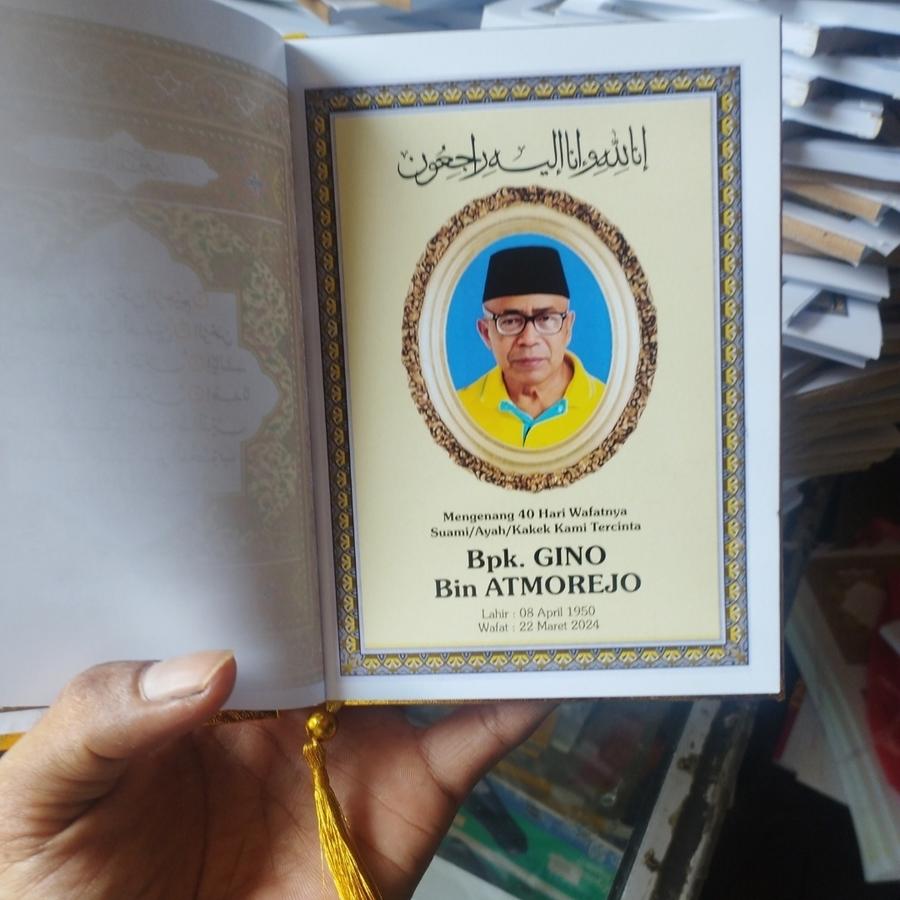 إنا لله وإنا إليه راجعون
Mengenang 40 Hari Wafatnya
Suami/Ayah/Kakek Kami Tercinta
Bpk. GINO
Bin ATMOREJO
Lahir : 08 April 1950
Wafat : 22 Maret 2024